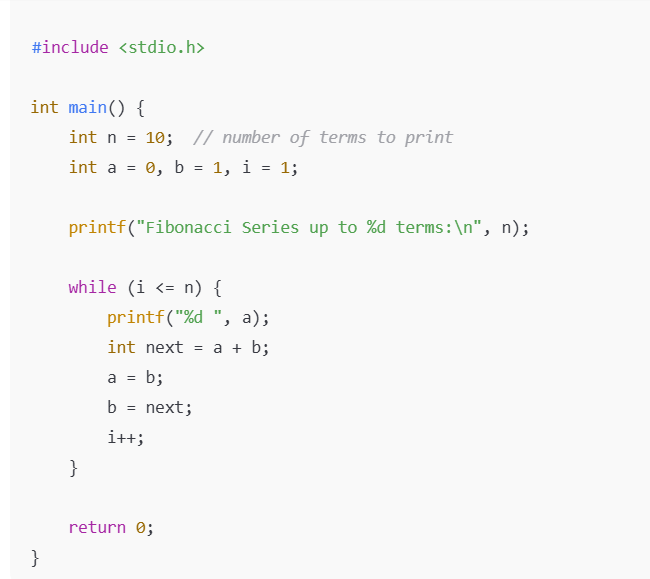 #include <stdio.h>
int main() {
    int n = 10;  // number of terms to print
    int a = 0, b = 1, i = 1;
    printf("Fibonacci Series up to %d terms:\n", n);
    while (i <= n) {
        printf("%d ", a);
        int next = a + b;
        a = b;
        b = next;
        i++;
    }
    return 0;
}